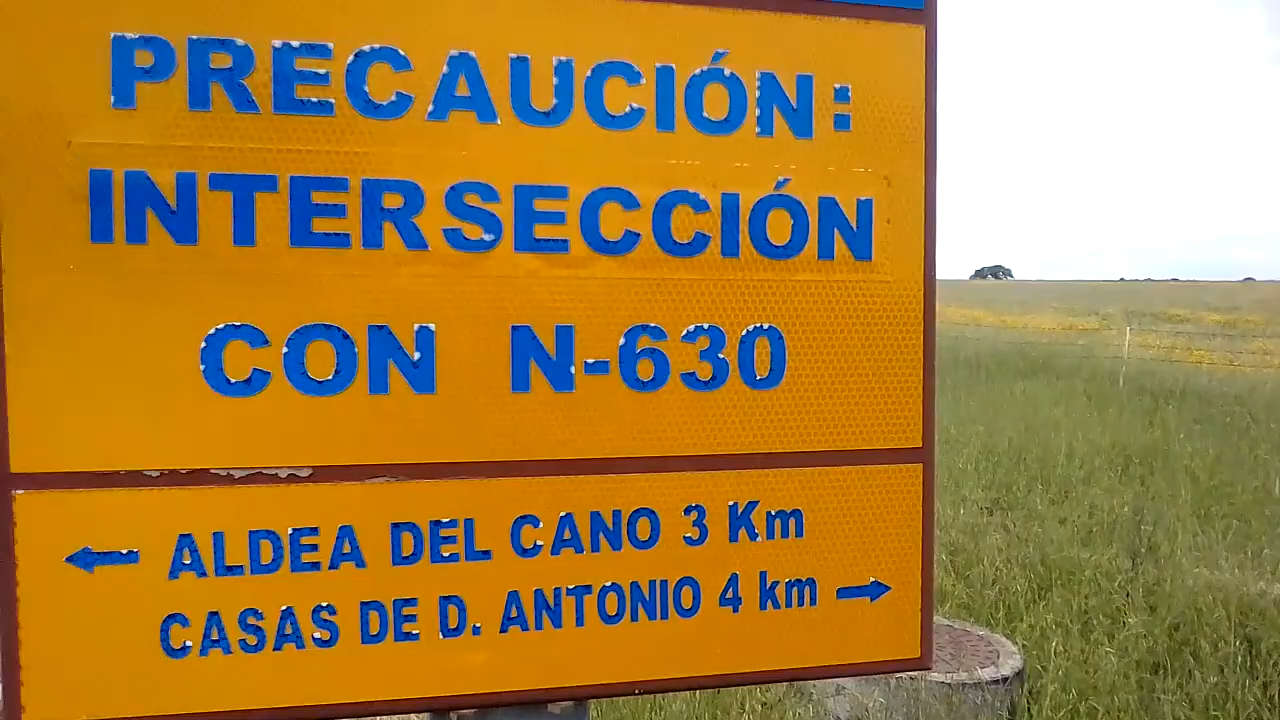 PRECAUCIÓN:
INTERSECCIÓN
CON N-630
← ALDEA DEL CANO 3 Km
CASAS DE D. ANTONIO 4 km →